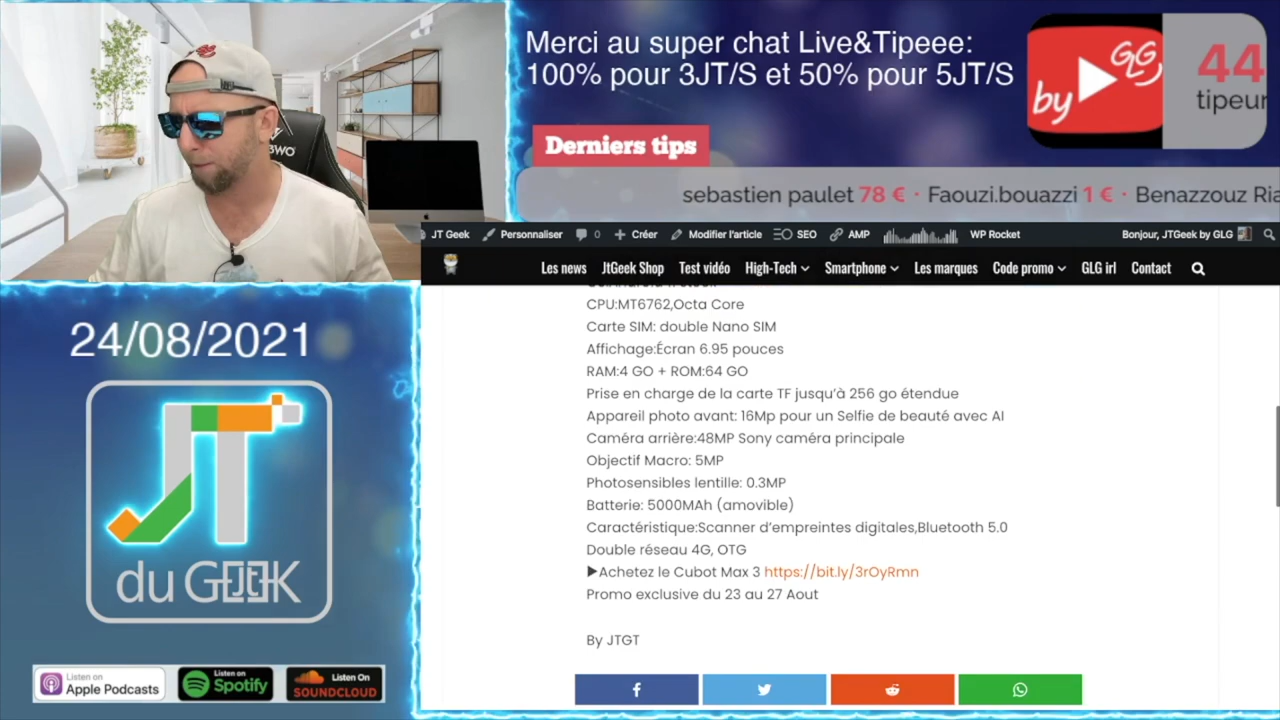 Merci au super chat Live&Tipeee:
100% pour 3JT/S et 50% pour 5JT/S
by GLG
44
tipeur
Derniers tips
sebastien paulet 78 € · Faouzi.bouazzi 1 € · Benazzouz Ria
JT Geek Personnaliser 0 Créer Modifier l'article SEO AMP WP Rocket Bonjour, JTGeek by GLG
Les news JtGeek Shop Test vidéo High-Tech Smartphone Les marques Code promo GLG irl Contact
CPU:MT6762,Octa Core
Carte SIM: double Nano SIM
Affichage:Écran 6.95 pouces
RAM:4 GO + ROM:64 GO
Prise en charge de la carte TF jusqu'à 256 go étendue
Appareil photo avant: 16Mp pour un Selfie de beauté avec AI
Caméra arrière:48MP Sony caméra principale
Objectif Macro: 5MP
Photosensibles lentille: 0.3MP
Batterie: 5000MAh (amovible)
Caractéristique:Scanner d'empreintes digitales,Bluetooth 5.0
Double réseau 4G, OTG
▶Achetez le Cubot Max 3 https://bit.ly/3rOyRmn
Promo exclusive du 23 au 27 Aout
By JTGT
24/08/2021
JT
du GEEK
Listen on
Apple Podcasts
Listen on
Spotify
Listen On
SOUNDCLOUD